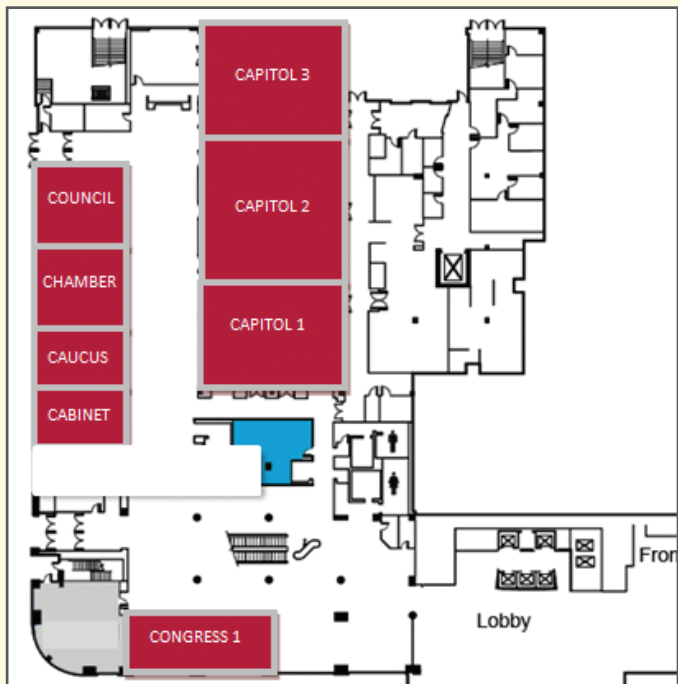 CAPITOL 3
COUNCIL
CAPITOL 2
CHAMBER
CAPITOL 1
CAUCUS
CABINET
Fron
Lobby
CONGRESS 1